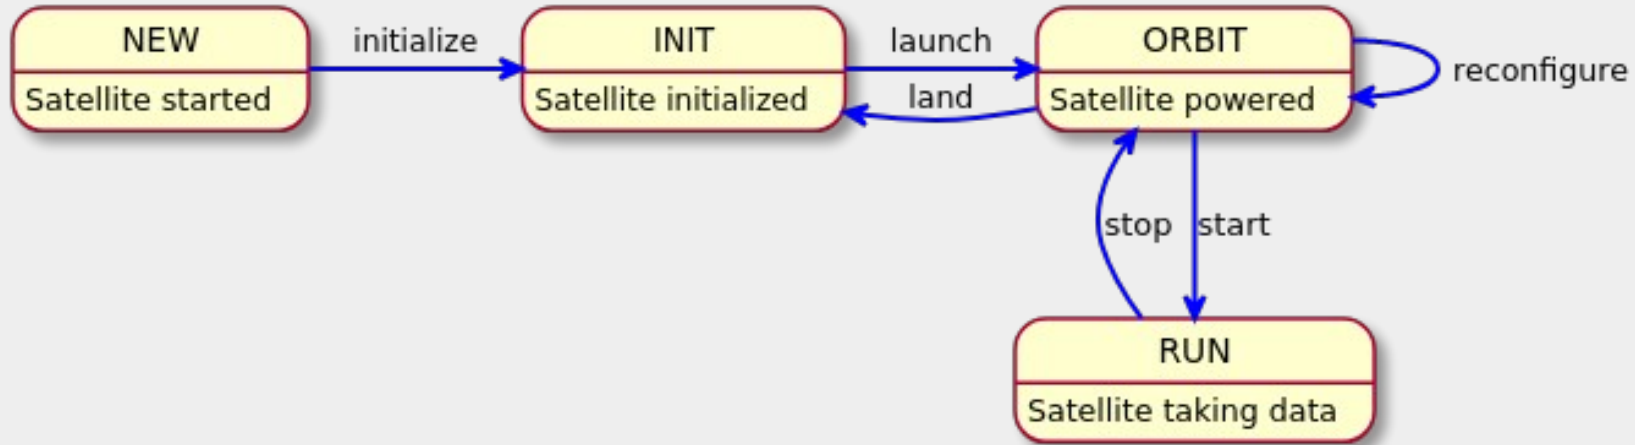 NEW
Satellite started
initialize
INIT
Satellite initialized
launch
land
ORBIT
Satellite powered
reconfigure
stop
start
RUN
Satellite taking data